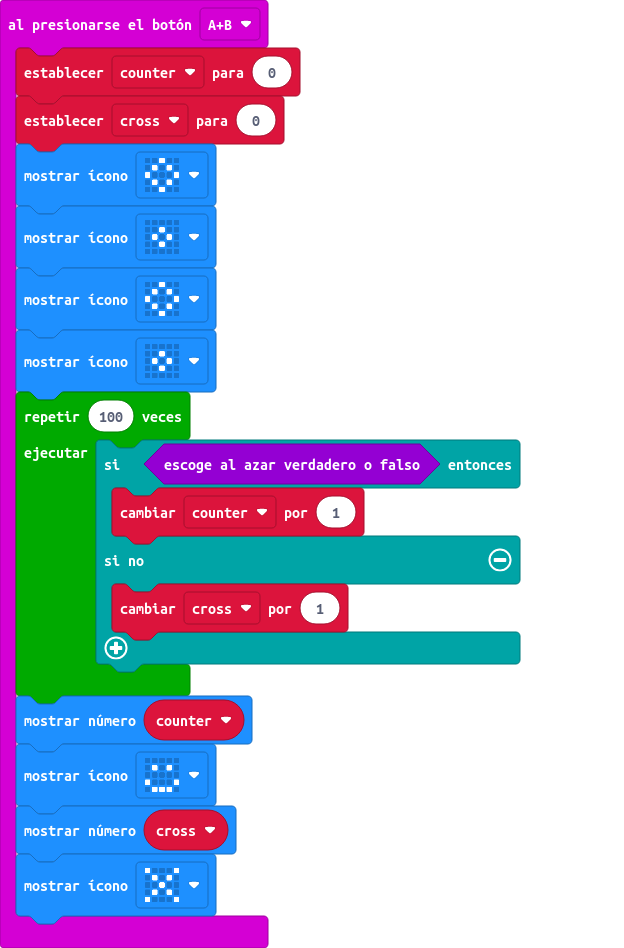 al presionarse el botón A+B
establecer counter para 0
establecer cross para 0
mostrar ícono
mostrar ícono
mostrar ícono
mostrar ícono
repetir 100 veces
ejecutar
si escoge al azar verdadero o falso entonces
cambiar counter por 1
si no
cambiar cross por 1
mostrar número counter
mostrar ícono
mostrar número cross
mostrar ícono